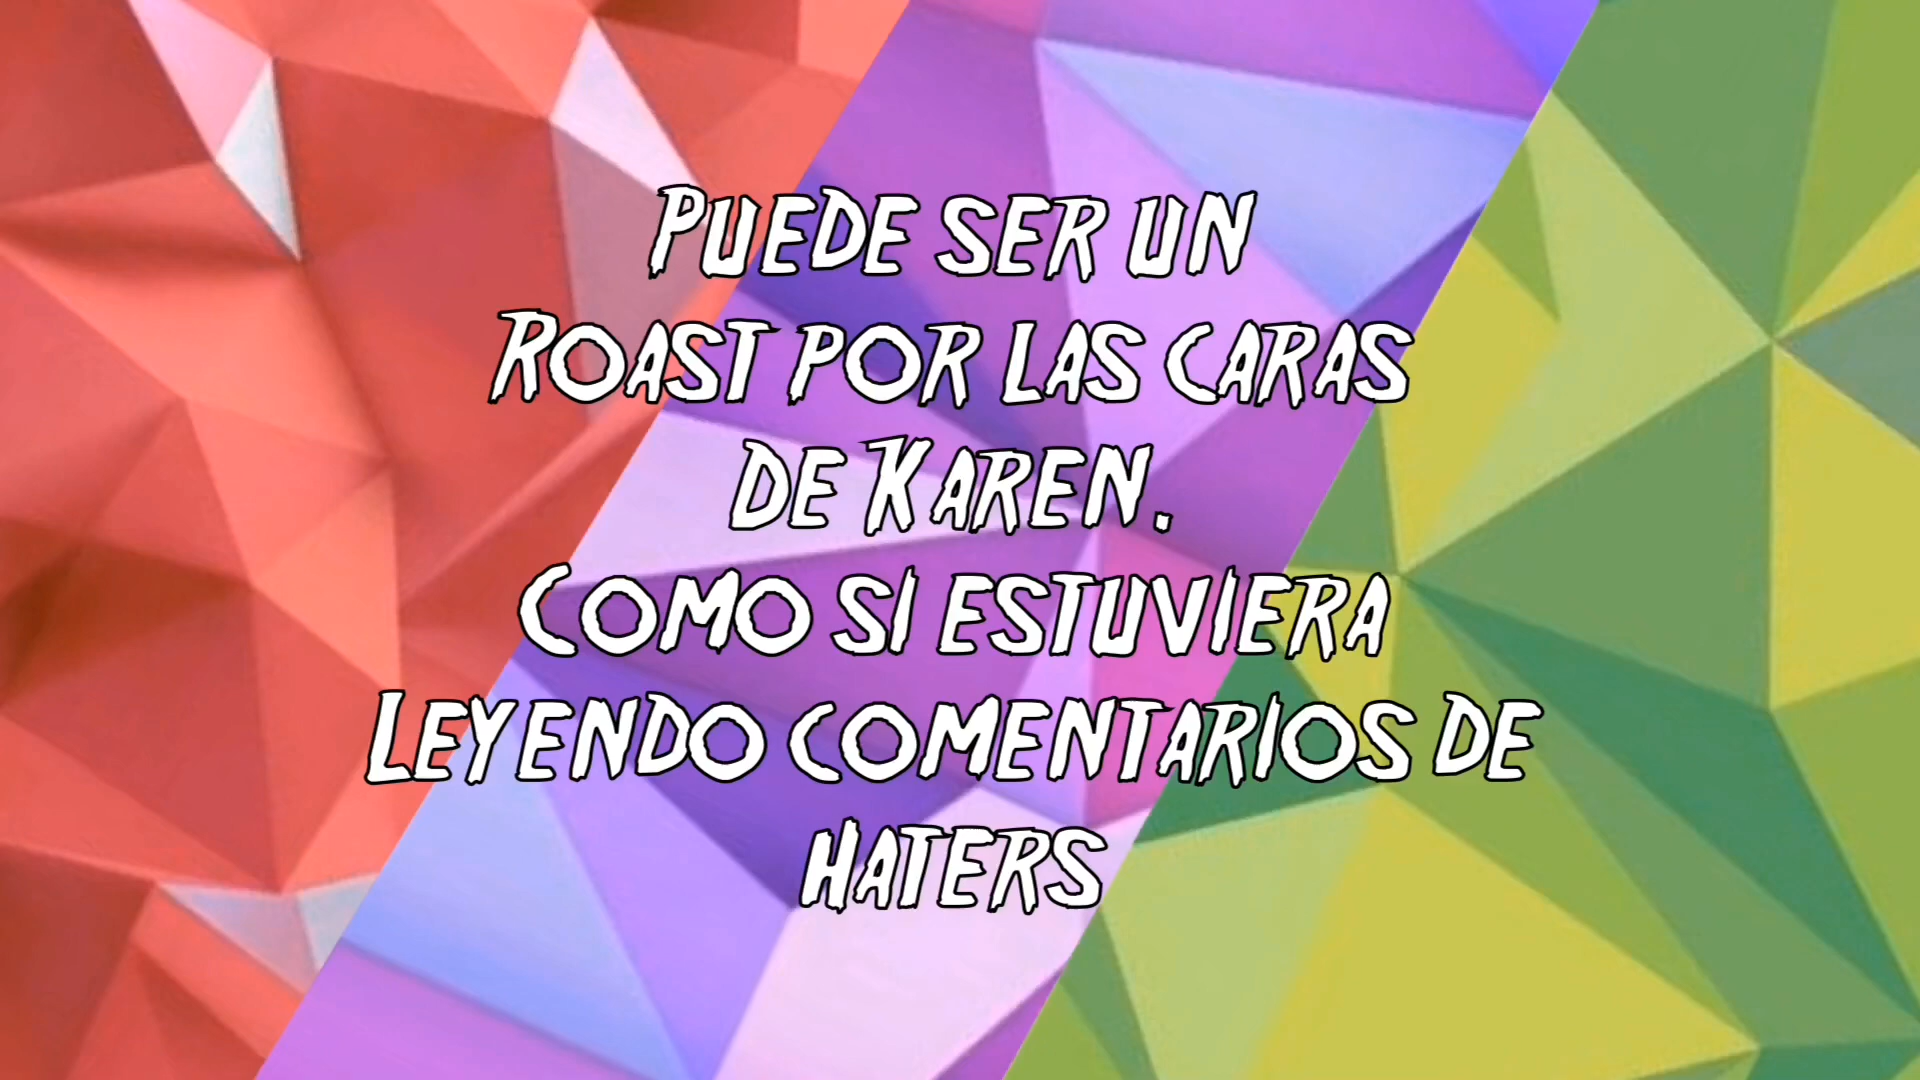 Puede ser un
Roast por las caras
de Karen.
Como si estuviera
Leyendo comentarios de
haters